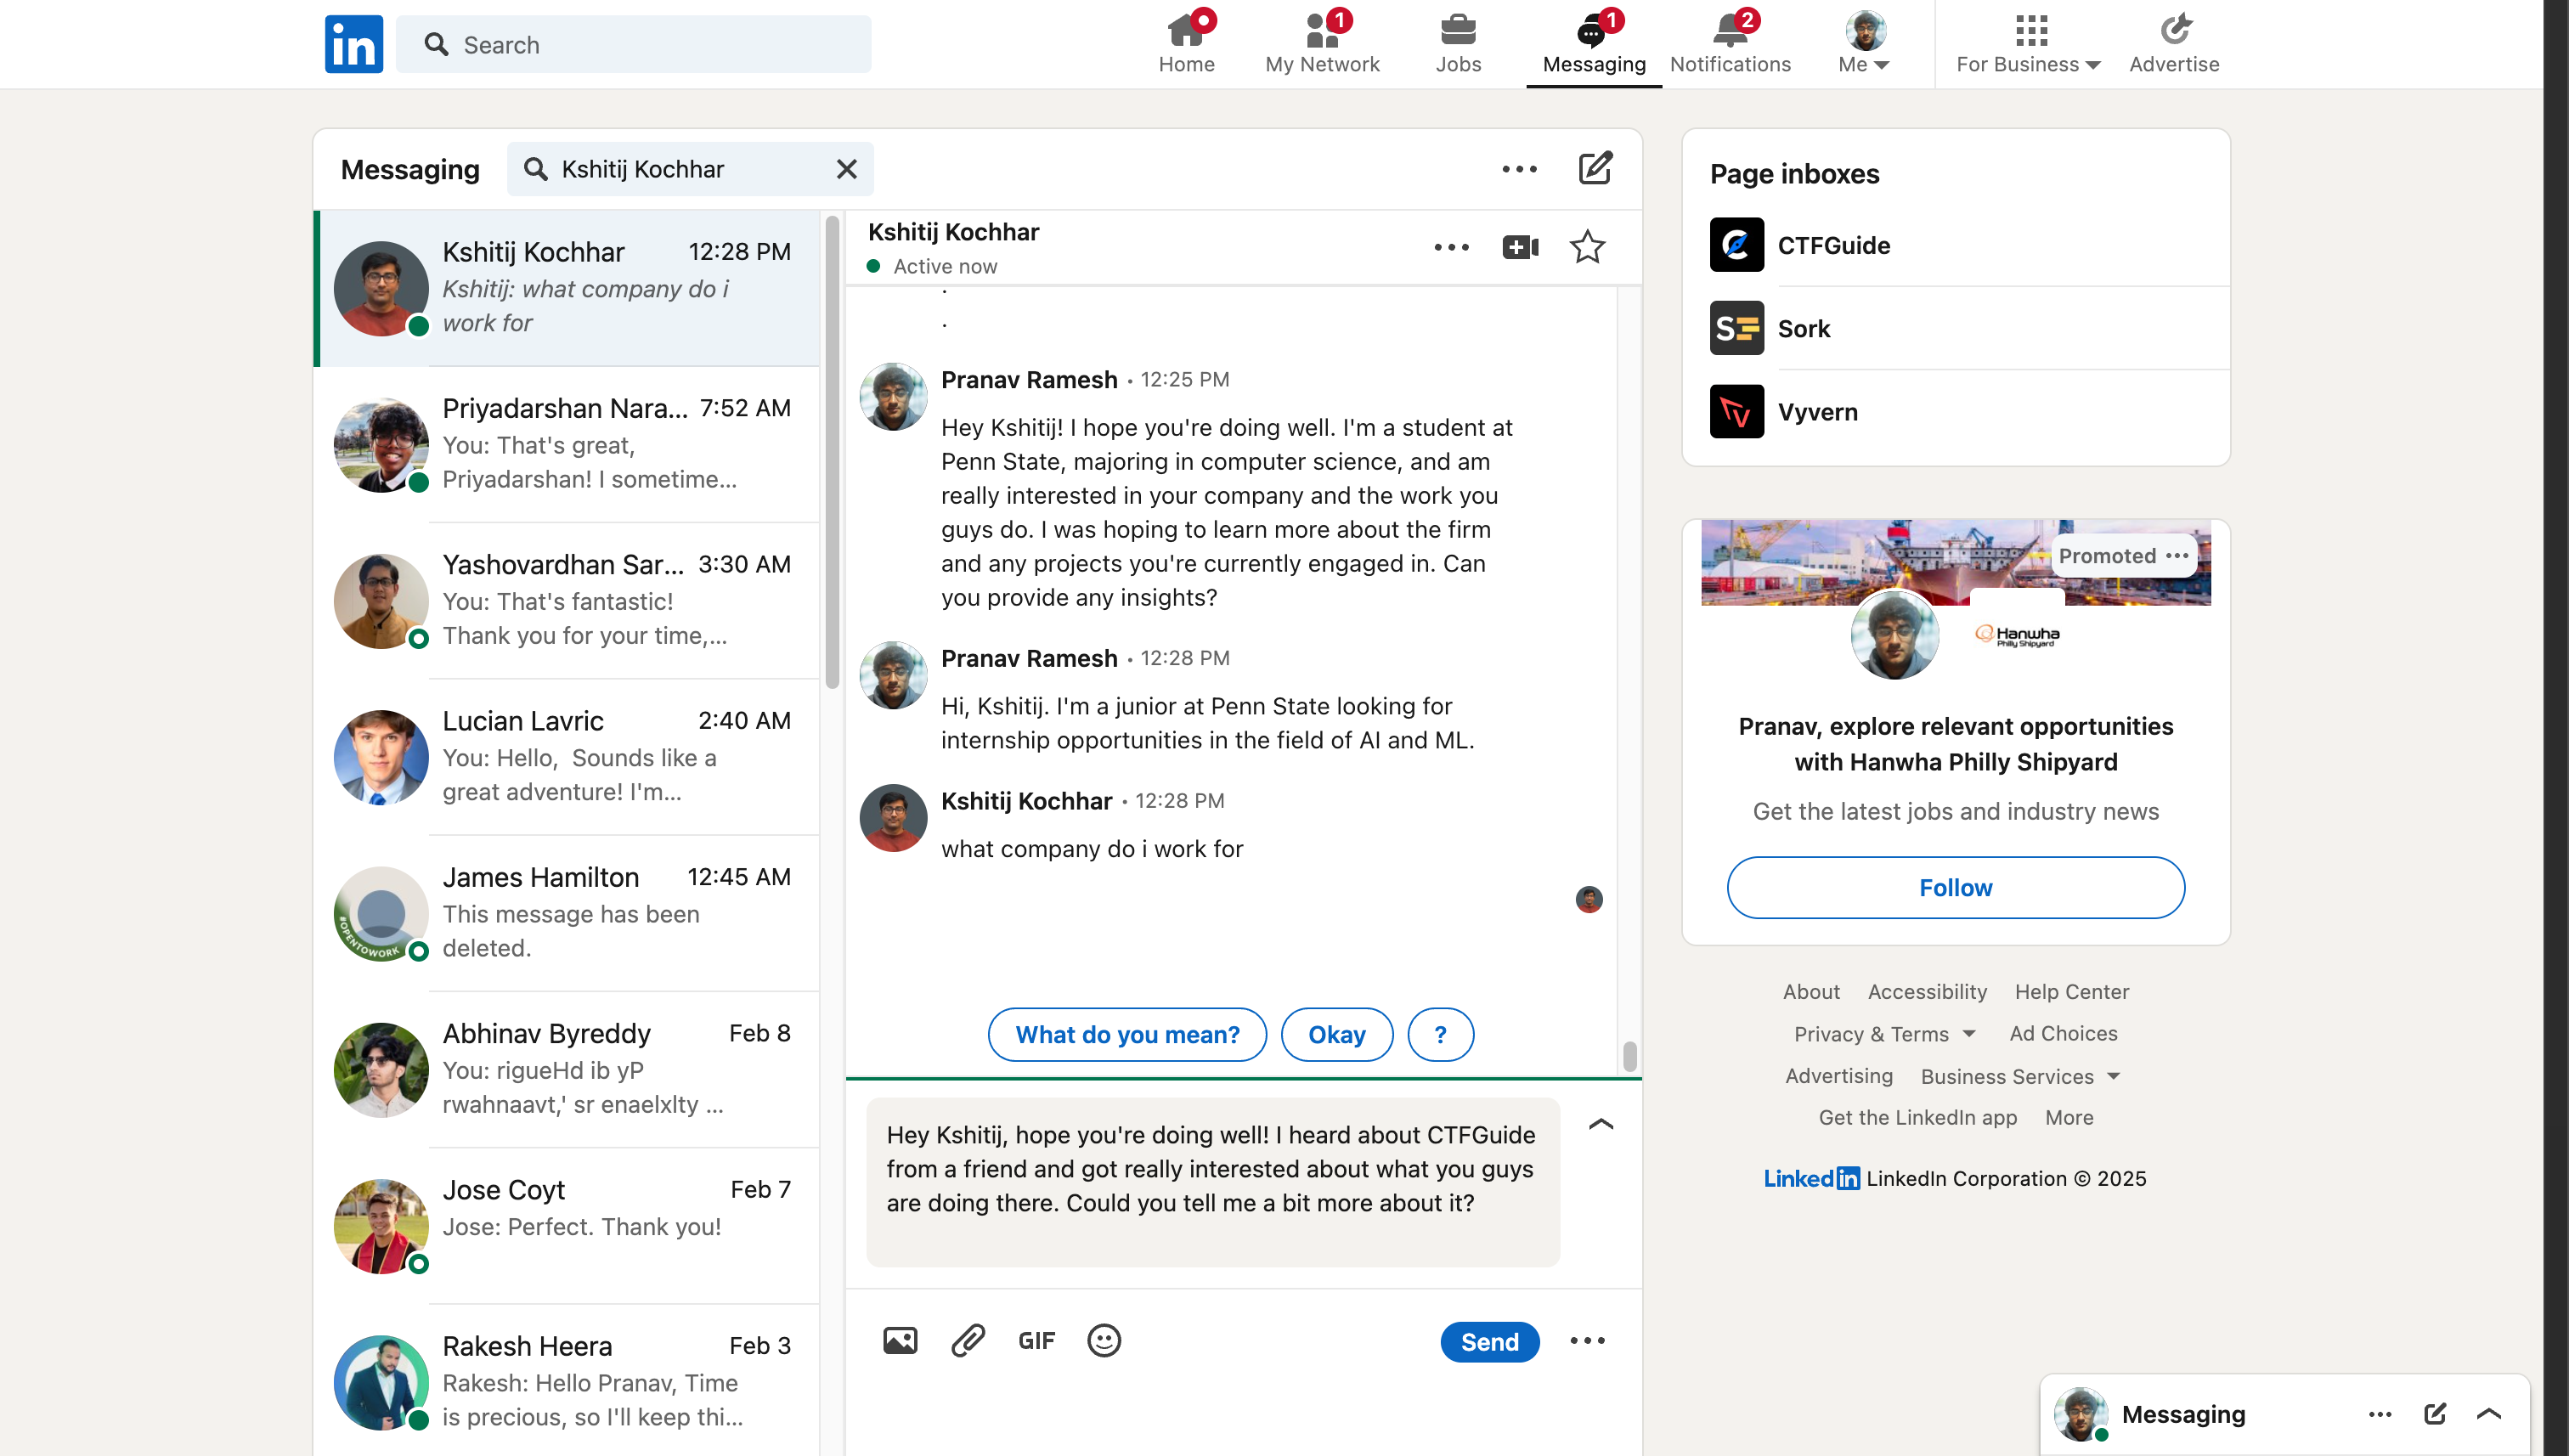 in
Search
Home
1
My Network
Jobs
1
Messaging
2
Notifications
Me
For Business
Advertise
Messaging
Kshitij Kochhar
Kshitij Kochhar
12:28 PM
Kshitij: what company do i
work for
Priyadarshan Nara...
7:52 AM
You: That's great,
Priyadarshan! I sometime...
Yashovardhan Sar...
3:30 AM
You: That's fantastic!
Thank you for your time,...
Lucian Lavric
2:40 AM
You: Hello,  Sounds like a
great adventure! I'm...
James Hamilton
12:45 AM
This message has been
deleted.
#OPENTOWORK
Abhinav Byreddy
Feb 8
You: rigueHd ib yP
rwahnaavt,' sr enaelxlty ...
Jose Coyt
Feb 7
Jose: Perfect. Thank you!
Rakesh Heera
Feb 3
Rakesh: Hello Pranav, Time
is precious, so I'll keep thi...
Kshitij Kochhar
Active now
.
.
Pranav Ramesh • 12:25 PM
Hey Kshitij! I hope you're doing well. I'm a student at
Penn State, majoring in computer science, and am
really interested in your company and the work you
guys do. I was hoping to learn more about the firm
and any projects you're currently engaged in. Can
you provide any insights?
Pranav Ramesh • 12:28 PM
Hi, Kshitij. I'm a junior at Penn State looking for
internship opportunities in the field of AI and ML.
Kshitij Kochhar • 12:28 PM
what company do i work for
What do you mean?
Okay
?
Hey Kshitij, hope you're doing well! I heard about CTFGuide
from a friend and got really interested about what you guys
are doing there. Could you tell me a bit more about it?
GIF
Send
Page inboxes
CTFGuide
S
Sork
V
Vyvern
Promoted
Hanwha
Philly Shipyard
Pranav, explore relevant opportunities
with Hanwha Philly Shipyard
Get the latest jobs and industry news
Follow
About
Accessibility
Help Center
Privacy & Terms
Ad Choices
Advertising
Business Services
Get the LinkedIn app
More
Linkedin LinkedIn Corporation © 2025
Messaging